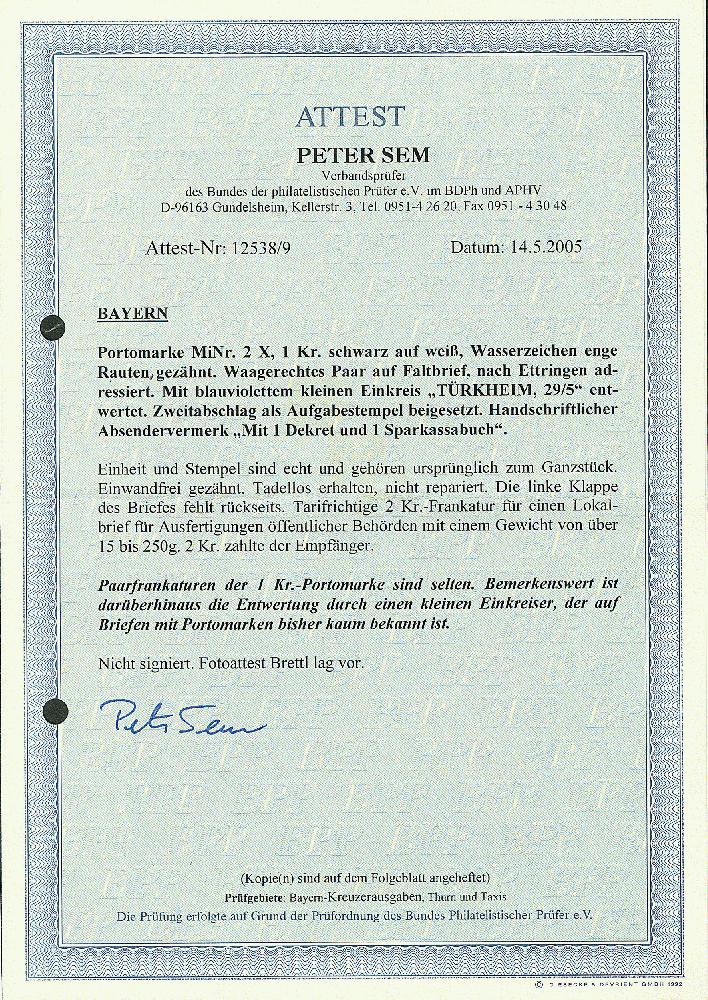 ATTEST
PETER SEM
Verbandsprüfer
des Bundes der philatelistischen Prüfer e.V. im BDPh und APHV
D-96163 Gundelsheim, Kellerstr. 3, Tel. 0951-4 26 20, Fax 0951 - 4 30 48
Attest-Nr: 12538/9 Datum: 14.5.2005
BAYERN
Portomarke MiNr. 2 X, 1 Kr. schwarz auf weiß, Wasserzeichen enge
Rauten, gezähnt. Waagerechtes Paar auf Faltbrief, nach Ettringen ad-
ressiert. Mit blauviolettem kleinen Einkreis „TÜRKHEIM, 29/5“ ent-
wertet. Zweitabschlag als Aufgabestempel beigesetzt. Handschriftlicher
Absendervermerk „Mit 1 Dekret und 1 Sparkassabuch“.
Einheit und Stempel sind echt und gehören ursprünglich zum Ganzstück.
Einwandfrei gezähnt. Tadellos erhalten, nicht repariert. Die linke Klappe
des Briefes fehlt rückseits. Tarifrichtige 2 Kr.-Frankatur für einen Lokal-
brief für Ausfertigungen öffentlicher Behörden mit einem Gewicht von über
15 bis 250g. 2 Kr. zahlte der Empfänger.
Paarfrankaturen der 1 Kr.-Portomarke sind selten. Bemerkenswert ist
darüberhinaus die Entwertung durch einen kleinen Einkreiser, der auf
Briefen mit Portomarken bisher kaum bekannt ist.
Nicht signiert. Fotoattest Brettl lag vor.
Peter Sem
(Kopie(n) sind auf dem Folgeblatt angeheftet)
Prüfgebiete: Bayern-Kreuzerausgaben, Thurn und Taxis
Die Prüfung erfolgte auf Grund der Prüfordnung des Bundes Philatelistischer Prüfer e.V.
© GIESECKE & DEVRIENT GMBH 1992